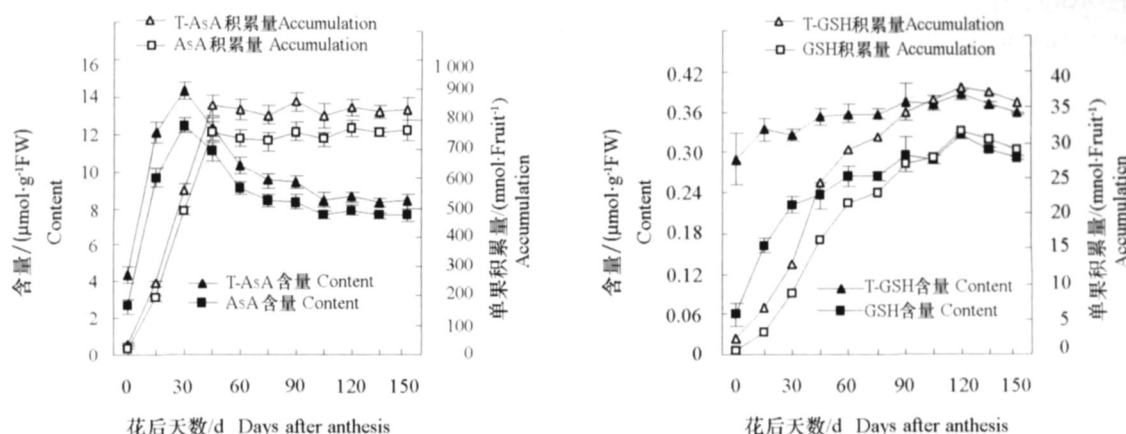 T-AsA积累量Accumulation
AsA积累量 Accumulation
16
14
12
10
8
6
4
2
0
含量/(μmol·g⁻¹FW)
Content
1 000
900
800
700
600
500
400
300
200
100
0
单果积累量/(mnol·Fruit⁻¹)
Accumulation
T-AsA含量 Content
AsA含量 Content
0 30 60 90 120 150
花后天数/d Days after anthesis
T-GSH积累量Accumulation
GSH积累量 Accumulation
0.42
0.36
0.30
0.24
0.18
0.12
0.06
0
含量/(μmol·g⁻¹FW)
Content
40
35
30
25
20
15
10
5
0
单果积累量/(mnol·Fruit⁻¹)
Accumulation
T-GSH含量 Content
GSH含量 Content
0 30 60 90 120 150
花后天数/d Days after anthesis